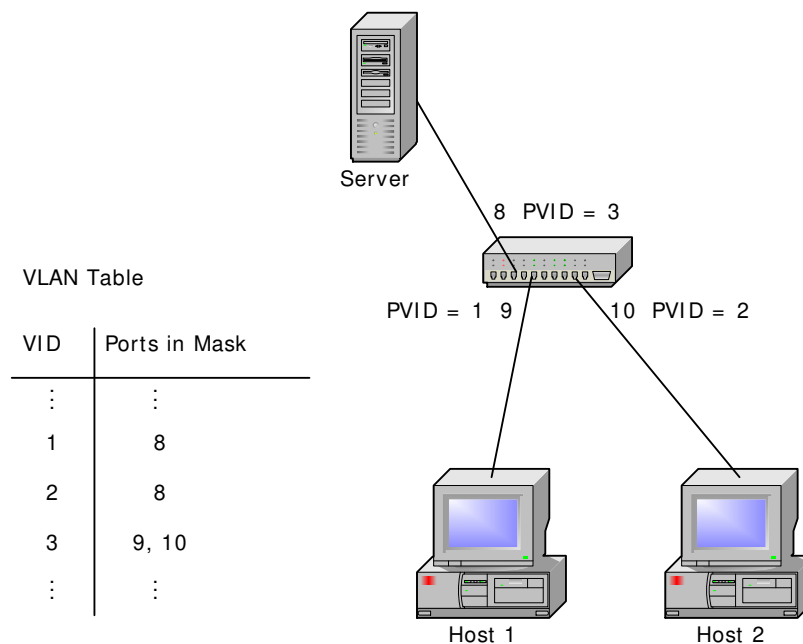 Server
8 PVID = 3
PVID = 1 9
10 PVID = 2
VLAN Table
VID Ports in Mask
⋮ ⋮
1 8
2 8
3 9, 10
⋮ ⋮
Host 1
Host 2